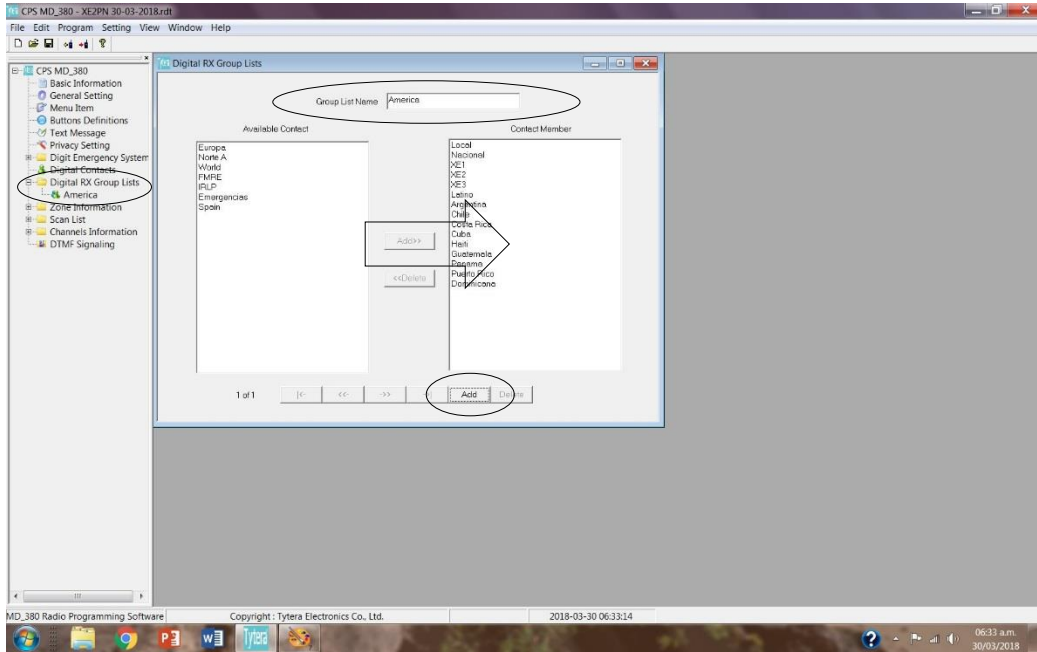 CPS MD_380 - XE2PN 30-03-2018.rdt
File Edit Program Setting View Window Help
CPS MD_380
Basic Information
General Setting
Menu Item
Buttons Definitions
Text Message
Privacy Setting
Digit Emergency System
Digital Contacts
Digital RX Group Lists
America
Zone Information
Scan List
Channels Information
DTMF Signaling
Digital RX Group Lists
Group List Name America
Available Contact
Europa
Norte A
World
FMRE
IRLP
Emergencias
Spain
Add>>
<<Delete
Contact Member
Local
Nacional
XE1
XE2
XE3
Latino
Argentina
Chile
Costa Rica
Cuba
Haiti
Guatemala
Panama
Puerto Rico
Dominicana
1 of 1 |<- <<- ->> Add Delete
MD_380 Radio Programming Software Copyright : Tytera Electronics Co., Ltd. 2018-03-30 06:33:14
Tytera
06:33 a.m.
30/03/2018